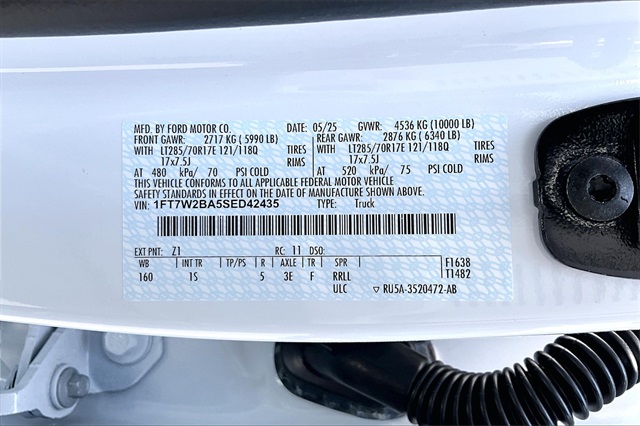 MFD. BY FORD MOTOR CO. DATE: 05/25 GVWR: 4536 KG (10000 LB)
FRONT GAWR: 2717 KG ( 5990 LB) REAR GAWR: 2876 KG ( 6340 LB)
WITH LT285/70R17E 121/118Q TIRES WITH LT285/70R17E 121/118Q TIRES
17x7.5J RIMS 17x7.5J RIMS
AT 480 kPa/ 70 PSI COLD AT 520 kPa/ 75 PSI COLD
THIS VEHICLE CONFORMS TO ALL APPLICABLE FEDERAL MOTOR VEHICLE
SAFETY STANDARDS IN EFFECT ON THE DATE OF MANUFACTURE SHOWN ABOVE.
VIN: 1FT7W2BA5SED42435 TYPE: Truck
EXT PNT: Z1 RC: 11 DSO:
WB INT TR TP/PS R AXLE TR SPR F1638
160 1S 5 3E F RRLL T1482
ULC ▽ RU5A-3520472-AB